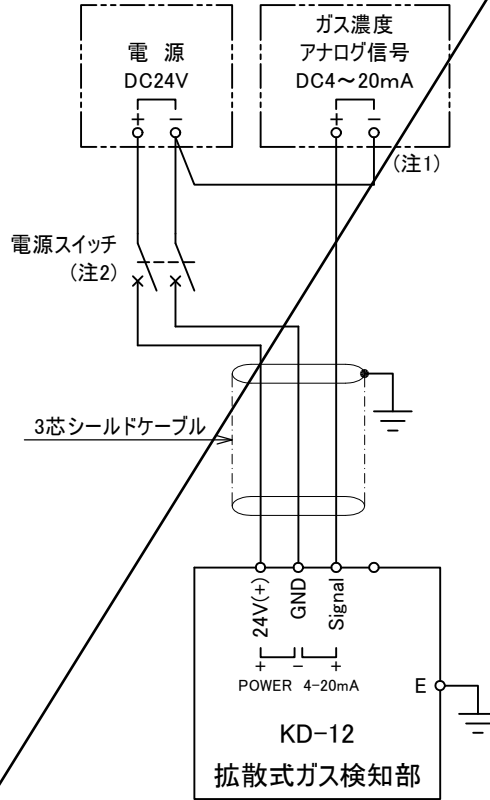 電 源
DC24V
+ −
ガス濃度
アナログ信号
DC4～20mA
+ −
(注1)
電源スイッチ
(注2)
3芯シールドケーブル
24V(+)
GND
Signal
+ − +
POWER 4-20mA
E
KD-12
拡散式ガス検知部